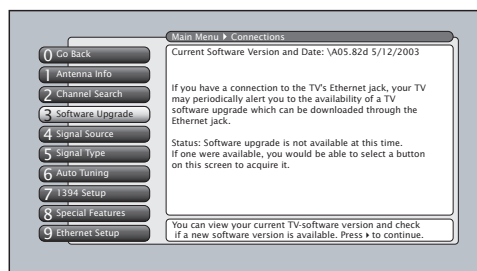 Main Menu ▸ Connections
0 Go Back
1 Antenna Info
2 Channel Search
3 Software Upgrade
4 Signal Source
5 Signal Type
6 Auto Tuning
7 1394 Setup
8 Special Features
9 Ethernet Setup
Current Software Version and Date: \A05.82d 5/12/2003
If you have a connection to the TV's Ethernet jack, your TV
may periodically alert you to the availability of a TV
software upgrade which can be downloaded through the
Ethernet jack.
Status: Software upgrade is not available at this time.
If one were available, you would be able to select a button
on this screen to acquire it.
You can view your current TV-software version and check
if a new software version is available. Press ▸ to continue.